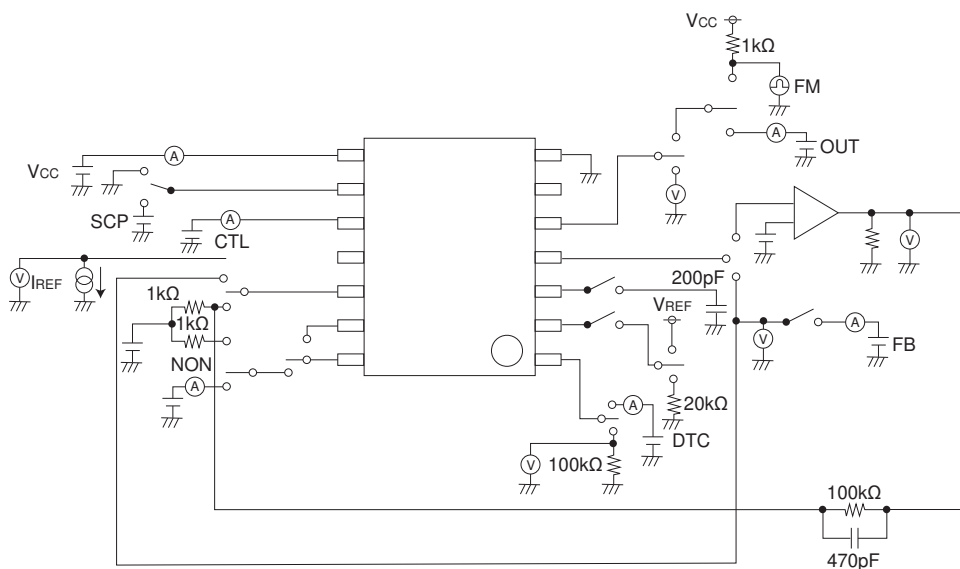 VCC
1kΩ
FM
OUT
VCC
A
A
SCP
A
CTL
V
V
IREF
V
1kΩ
1kΩ
200pF
VREF
NON
A
V
A
FB
20kΩ
A
DTC
V
100kΩ
100kΩ
470pF